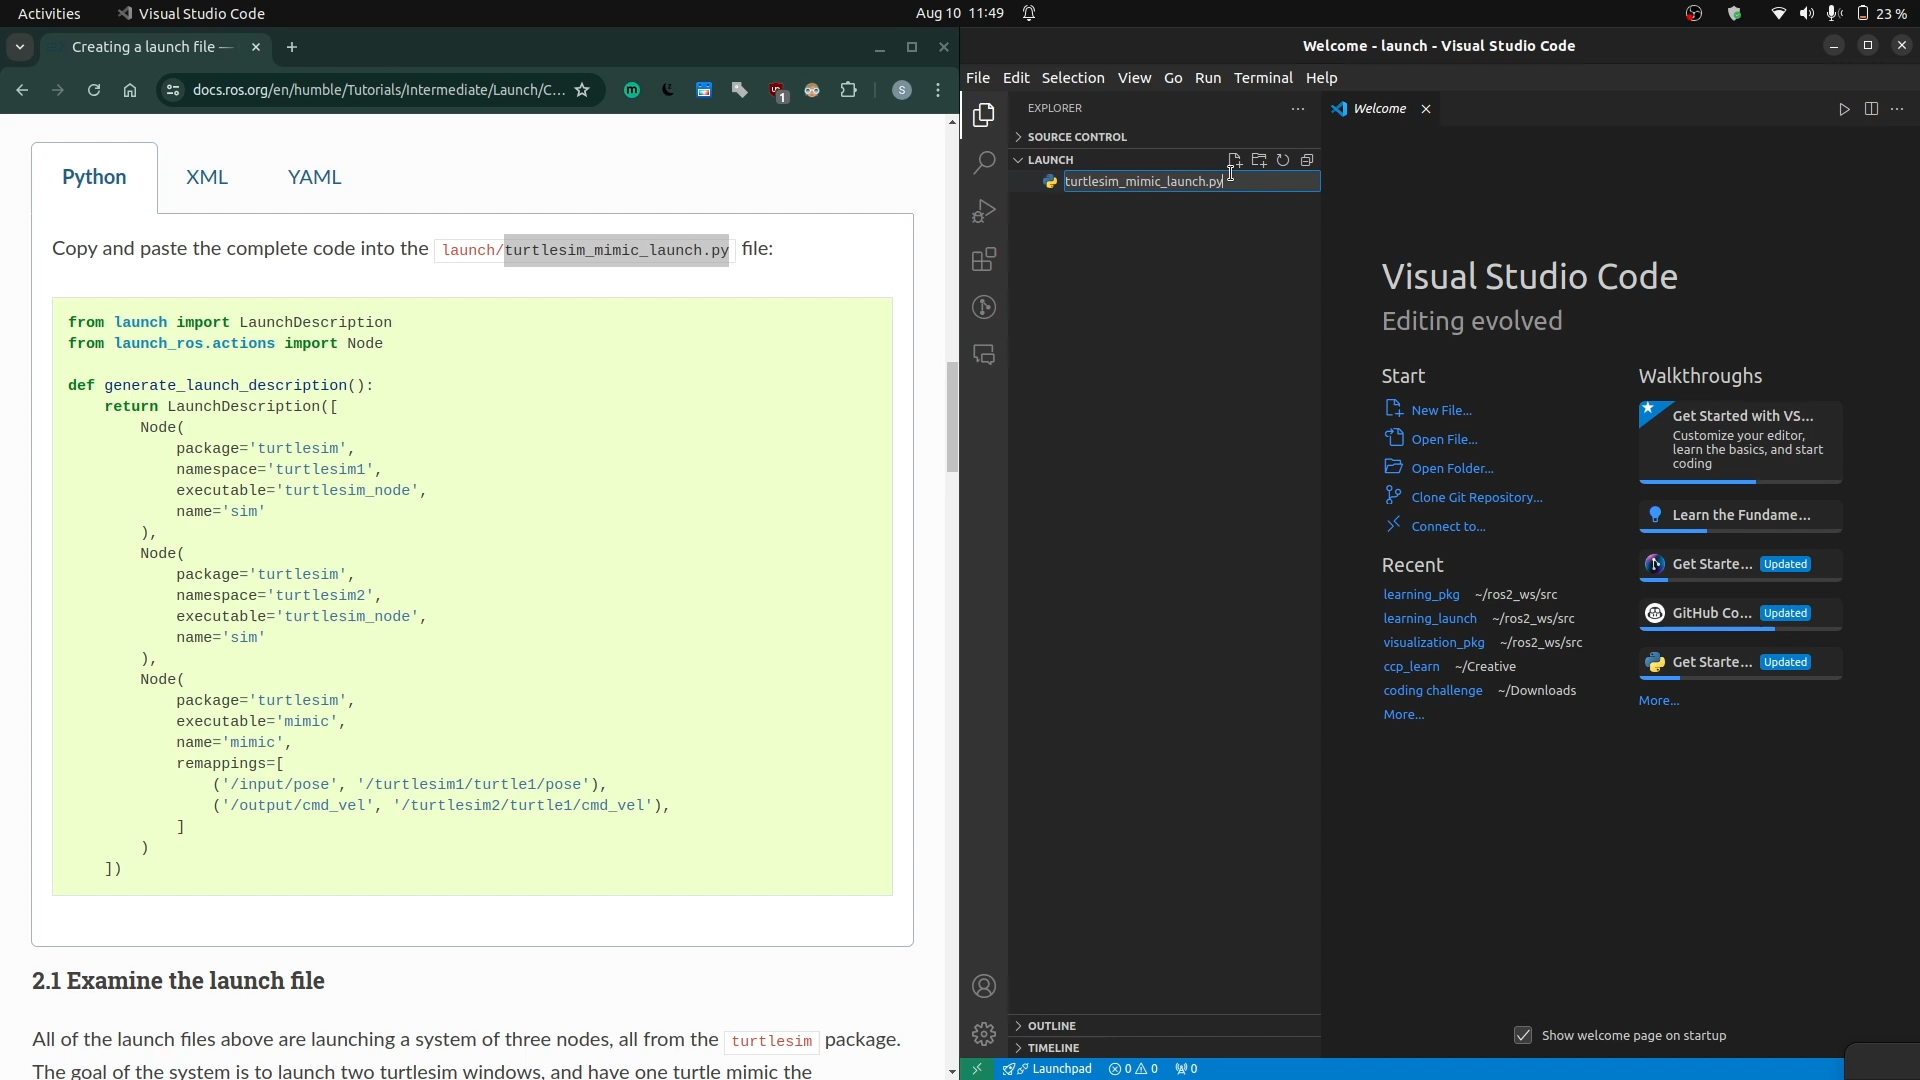 Activities
Visual Studio Code
Aug 10 11:49
23 %
Creating a launch file —
docs.ros.org/en/humble/Tutorials/Intermediate/Launch/C...
1
S
Python
XML
YAML
Copy and paste the complete code into the launch/turtlesim_mimic_launch.py file:
from launch import LaunchDescription
from launch_ros.actions import Node
def generate_launch_description():
    return LaunchDescription([
        Node(
            package='turtlesim',
            namespace='turtlesim1',
            executable='turtlesim_node',
            name='sim'
        ),
        Node(
            package='turtlesim',
            namespace='turtlesim2',
            executable='turtlesim_node',
            name='sim'
        ),
        Node(
            package='turtlesim',
            executable='mimic',
            name='mimic',
            remappings=[
                ('/input/pose', '/turtlesim1/turtle1/pose'),
                ('/output/cmd_vel', '/turtlesim2/turtle1/cmd_vel'),
            ]
        )
    ])
2.1 Examine the launch file
All of the launch files above are launching a system of three nodes, all from the turtlesim package.
The goal of the system is to launch two turtlesim windows, and have one turtle mimic the
Welcome - launch - Visual Studio Code
File Edit Selection View Go Run Terminal Help
EXPLORER
SOURCE CONTROL
LAUNCH
turtlesim_mimic_launch.py
OUTLINE
TIMELINE
Welcome
Visual Studio Code
Editing evolved
Start
New File...
Open File...
Open Folder...
Clone Git Repository...
Connect to...
Recent
learning_pkg ~/ros2_ws/src
learning_launch ~/ros2_ws/src
visualization_pkg ~/ros2_ws/src
ccp_learn ~/Creative
coding challenge ~/Downloads
More...
Walkthroughs
Get Started with VS...
Customize your editor,
learn the basics, and start
coding
Learn the Fundame...
Get Starte... Updated
GitHub Co... Updated
Get Starte... Updated
More...
Show welcome page on startup
Launchpad
0 0
0